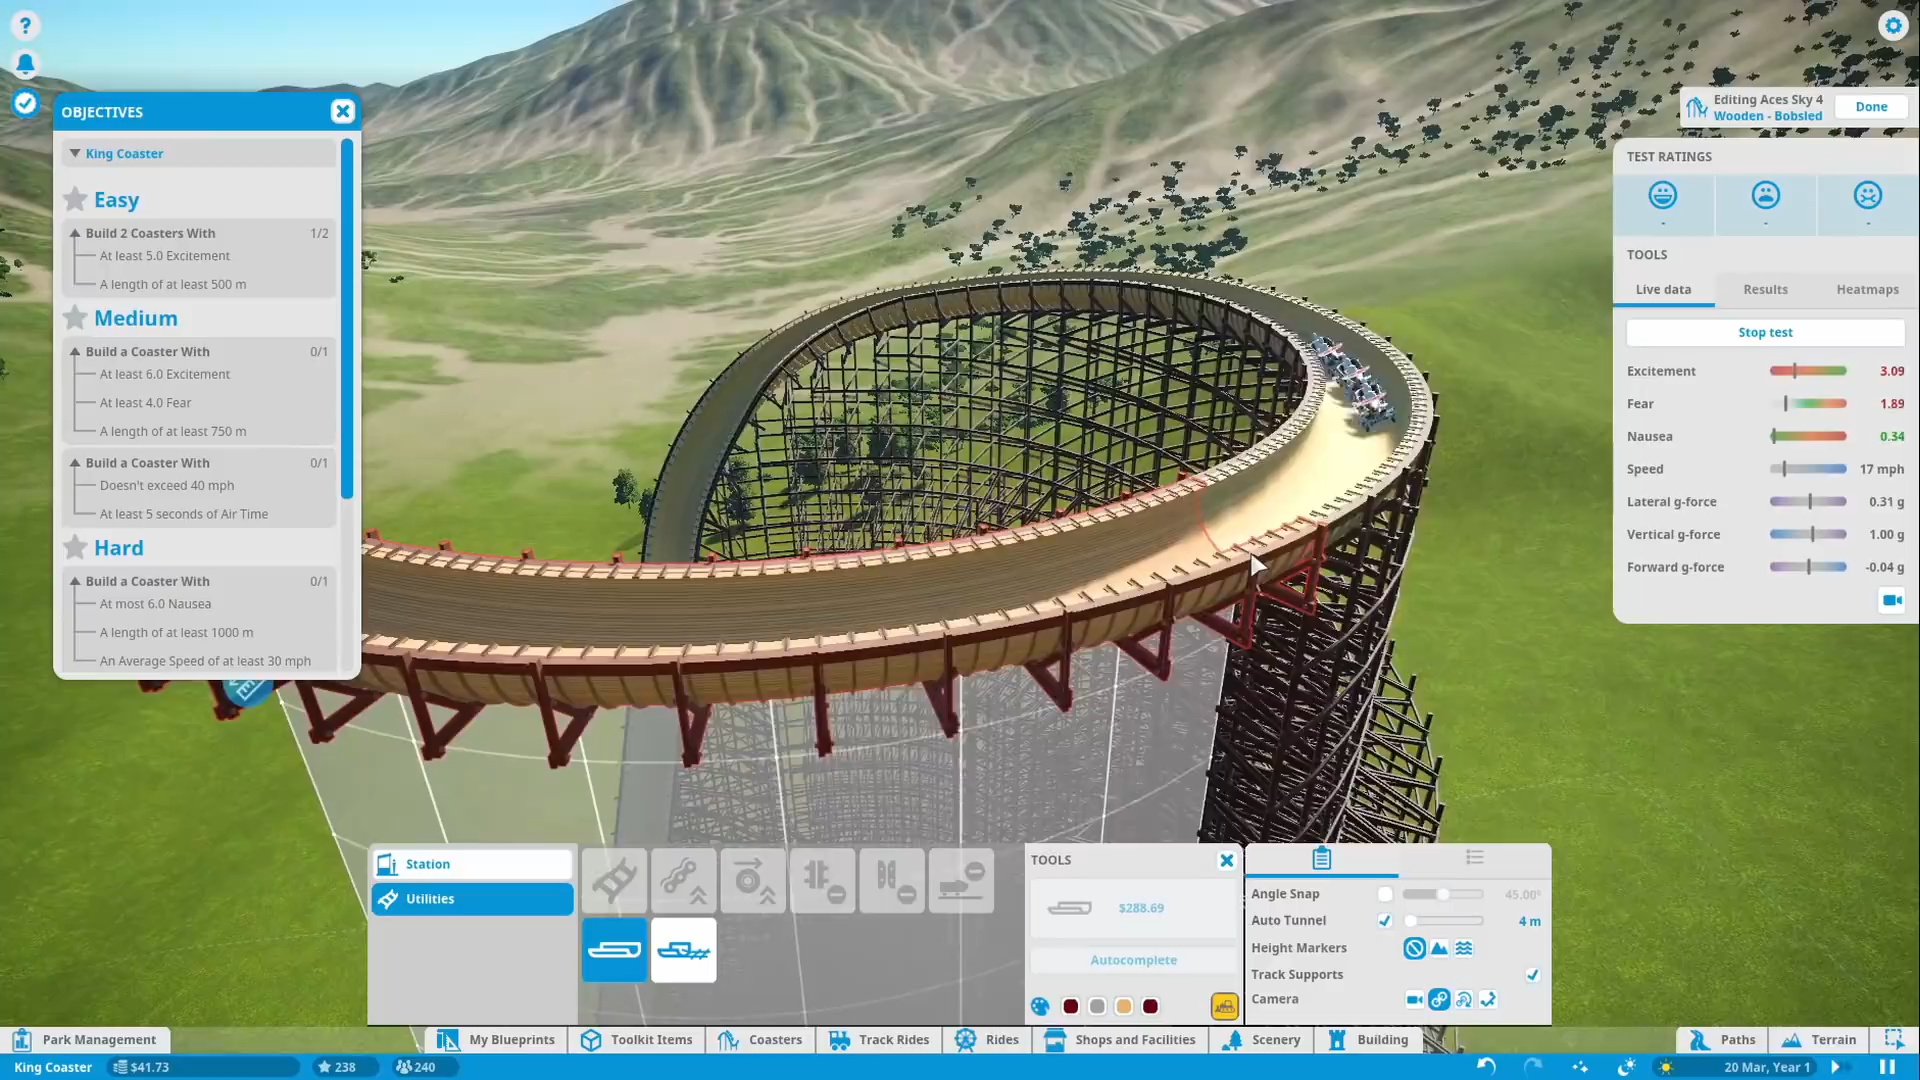 ?
OBJECTIVES
King Coaster
Easy
Build 2 Coasters With 1/2
At least 5.0 Excitement
A length of at least 500 m
Medium
Build a Coaster With 0/1
At least 6.0 Excitement
At least 4.0 Fear
A length of at least 750 m
Build a Coaster With 0/1
Doesn't exceed 40 mph
At least 5 seconds of Air Time
Hard
Build a Coaster With 0/1
At most 6.0 Nausea
A length of at least 1000 m
An Average Speed of at least 30 mph
Editing Aces Sky 4
Wooden - Bobsled
Done
TEST RATINGS
- - -
TOOLS
Live data Results Heatmaps
Stop test
Excitement 3.09
Fear 1.89
Nausea 0.34
Speed 17 mph
Lateral g-force 0.31 g
Vertical g-force 1.00 g
Forward g-force -0.04 g
Station
Utilities
TOOLS
$288.69
Autocomplete
Angle Snap 45.00°
Auto Tunnel 4 m
Height Markers
Track Supports
Camera
Park Management My Blueprints Toolkit Items Coasters Track Rides Rides Shops and Facilities Scenery Building Paths Terrain
King Coaster $41.73 238 240 20 Mar, Year 1